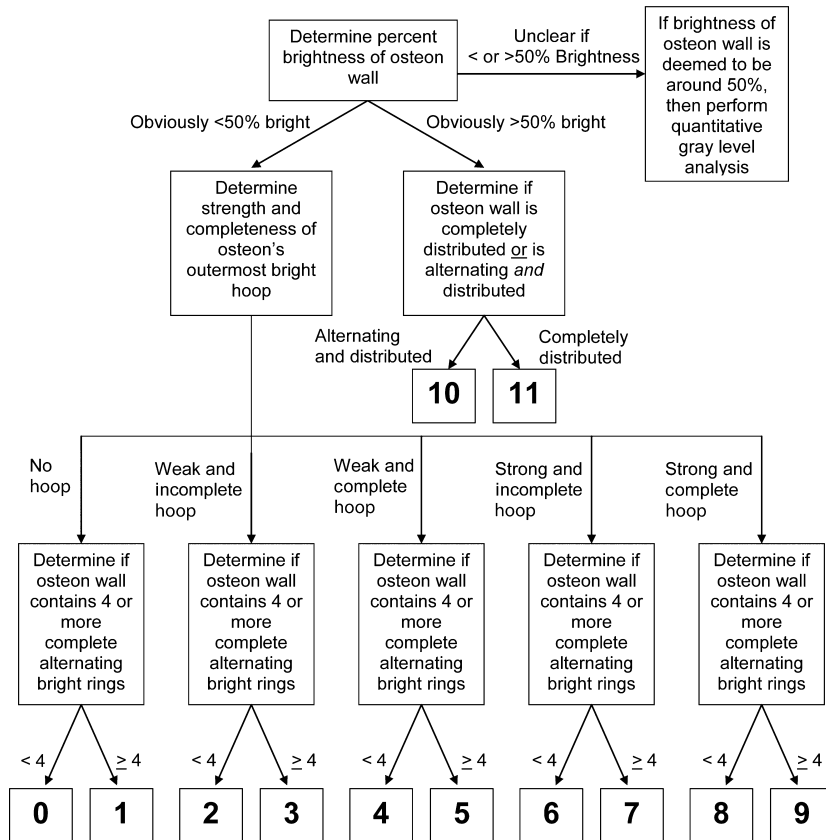 Determine percent
brightness of osteon
wall
Unclear if
< or >50% Brightness
If brightness of
osteon wall is
deemed to be
around 50%,
then perform
quantitative
gray level
analysis
Obviously <50% bright
Obviously >50% bright
Determine
strength and
completeness of
osteon's
outermost bright
hoop
Determine if
osteon wall is
completely
distributed or is
alternating and
distributed
Alternating
and distributed
Completely
distributed
10
11
No
hoop
Weak and
incomplete
hoop
Weak and
complete
hoop
Strong and
incomplete
hoop
Strong and
complete
hoop
Determine if
osteon wall
contains 4 or
more
complete
alternating
bright rings
Determine if
osteon wall
contains 4 or
more
complete
alternating
bright rings
Determine if
osteon wall
contains 4 or
more
complete
alternating
bright rings
Determine if
osteon wall
contains 4 or
more
complete
alternating
bright rings
Determine if
osteon wall
contains 4 or
more
complete
alternating
bright rings
< 4
≥ 4
< 4
≥ 4
< 4
≥ 4
< 4
≥ 4
< 4
≥ 4
0
1
2
3
4
5
6
7
8
9